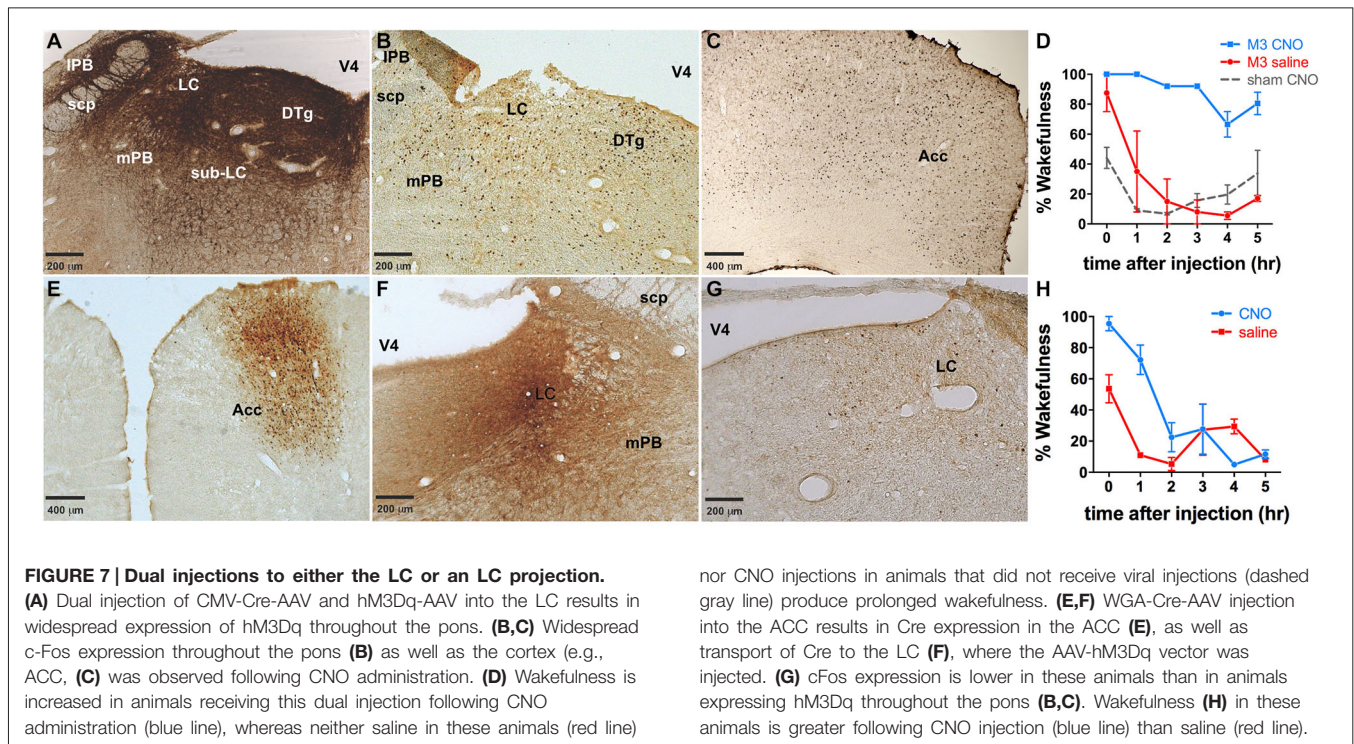 A
lPB
LC
V4
scp
DTg
mPB
sub-LC
200 µm
B
lPB
V4
scp
LC
DTg
mPB
200 µm
C
Acc
400 µm
D
M3 CNO
M3 saline
sham CNO
% Wakefulness
100
80
60
40
20
0
0 1 2 3 4 5
time after injection (hr)
E
Acc
400 µm
F
scp
V4
LC
mPB
200 µm
G
V4
LC
200 µm
H
CNO
saline
% Wakefulness
100
80
60
40
20
0
0 1 2 3 4 5
time after injection (hr)
FIGURE 7 | Dual injections to either the LC or an LC projection.
(A) Dual injection of CMV-Cre-AAV and hM3Dq-AAV into the LC results in
widespread expression of hM3Dq throughout the pons. (B,C) Widespread
c-Fos expression throughout the pons (B) as well as the cortex (e.g.,
ACC, (C) was observed following CNO administration. (D) Wakefulness is
increased in animals receiving this dual injection following CNO
administration (blue line), whereas neither saline in these animals (red line)
nor CNO injections in animals that did not receive viral injections (dashed
gray line) produce prolonged wakefulness. (E,F) WGA-Cre-AAV injection
into the ACC results in Cre expression in the ACC (E), as well as
transport of Cre to the LC (F), where the AAV-hM3Dq vector was
injected. (G) cFos expression is lower in these animals than in animals
expressing hM3Dq throughout the pons (B,C). Wakefulness (H) in these
animals is greater following CNO injection (blue line) than saline (red line).